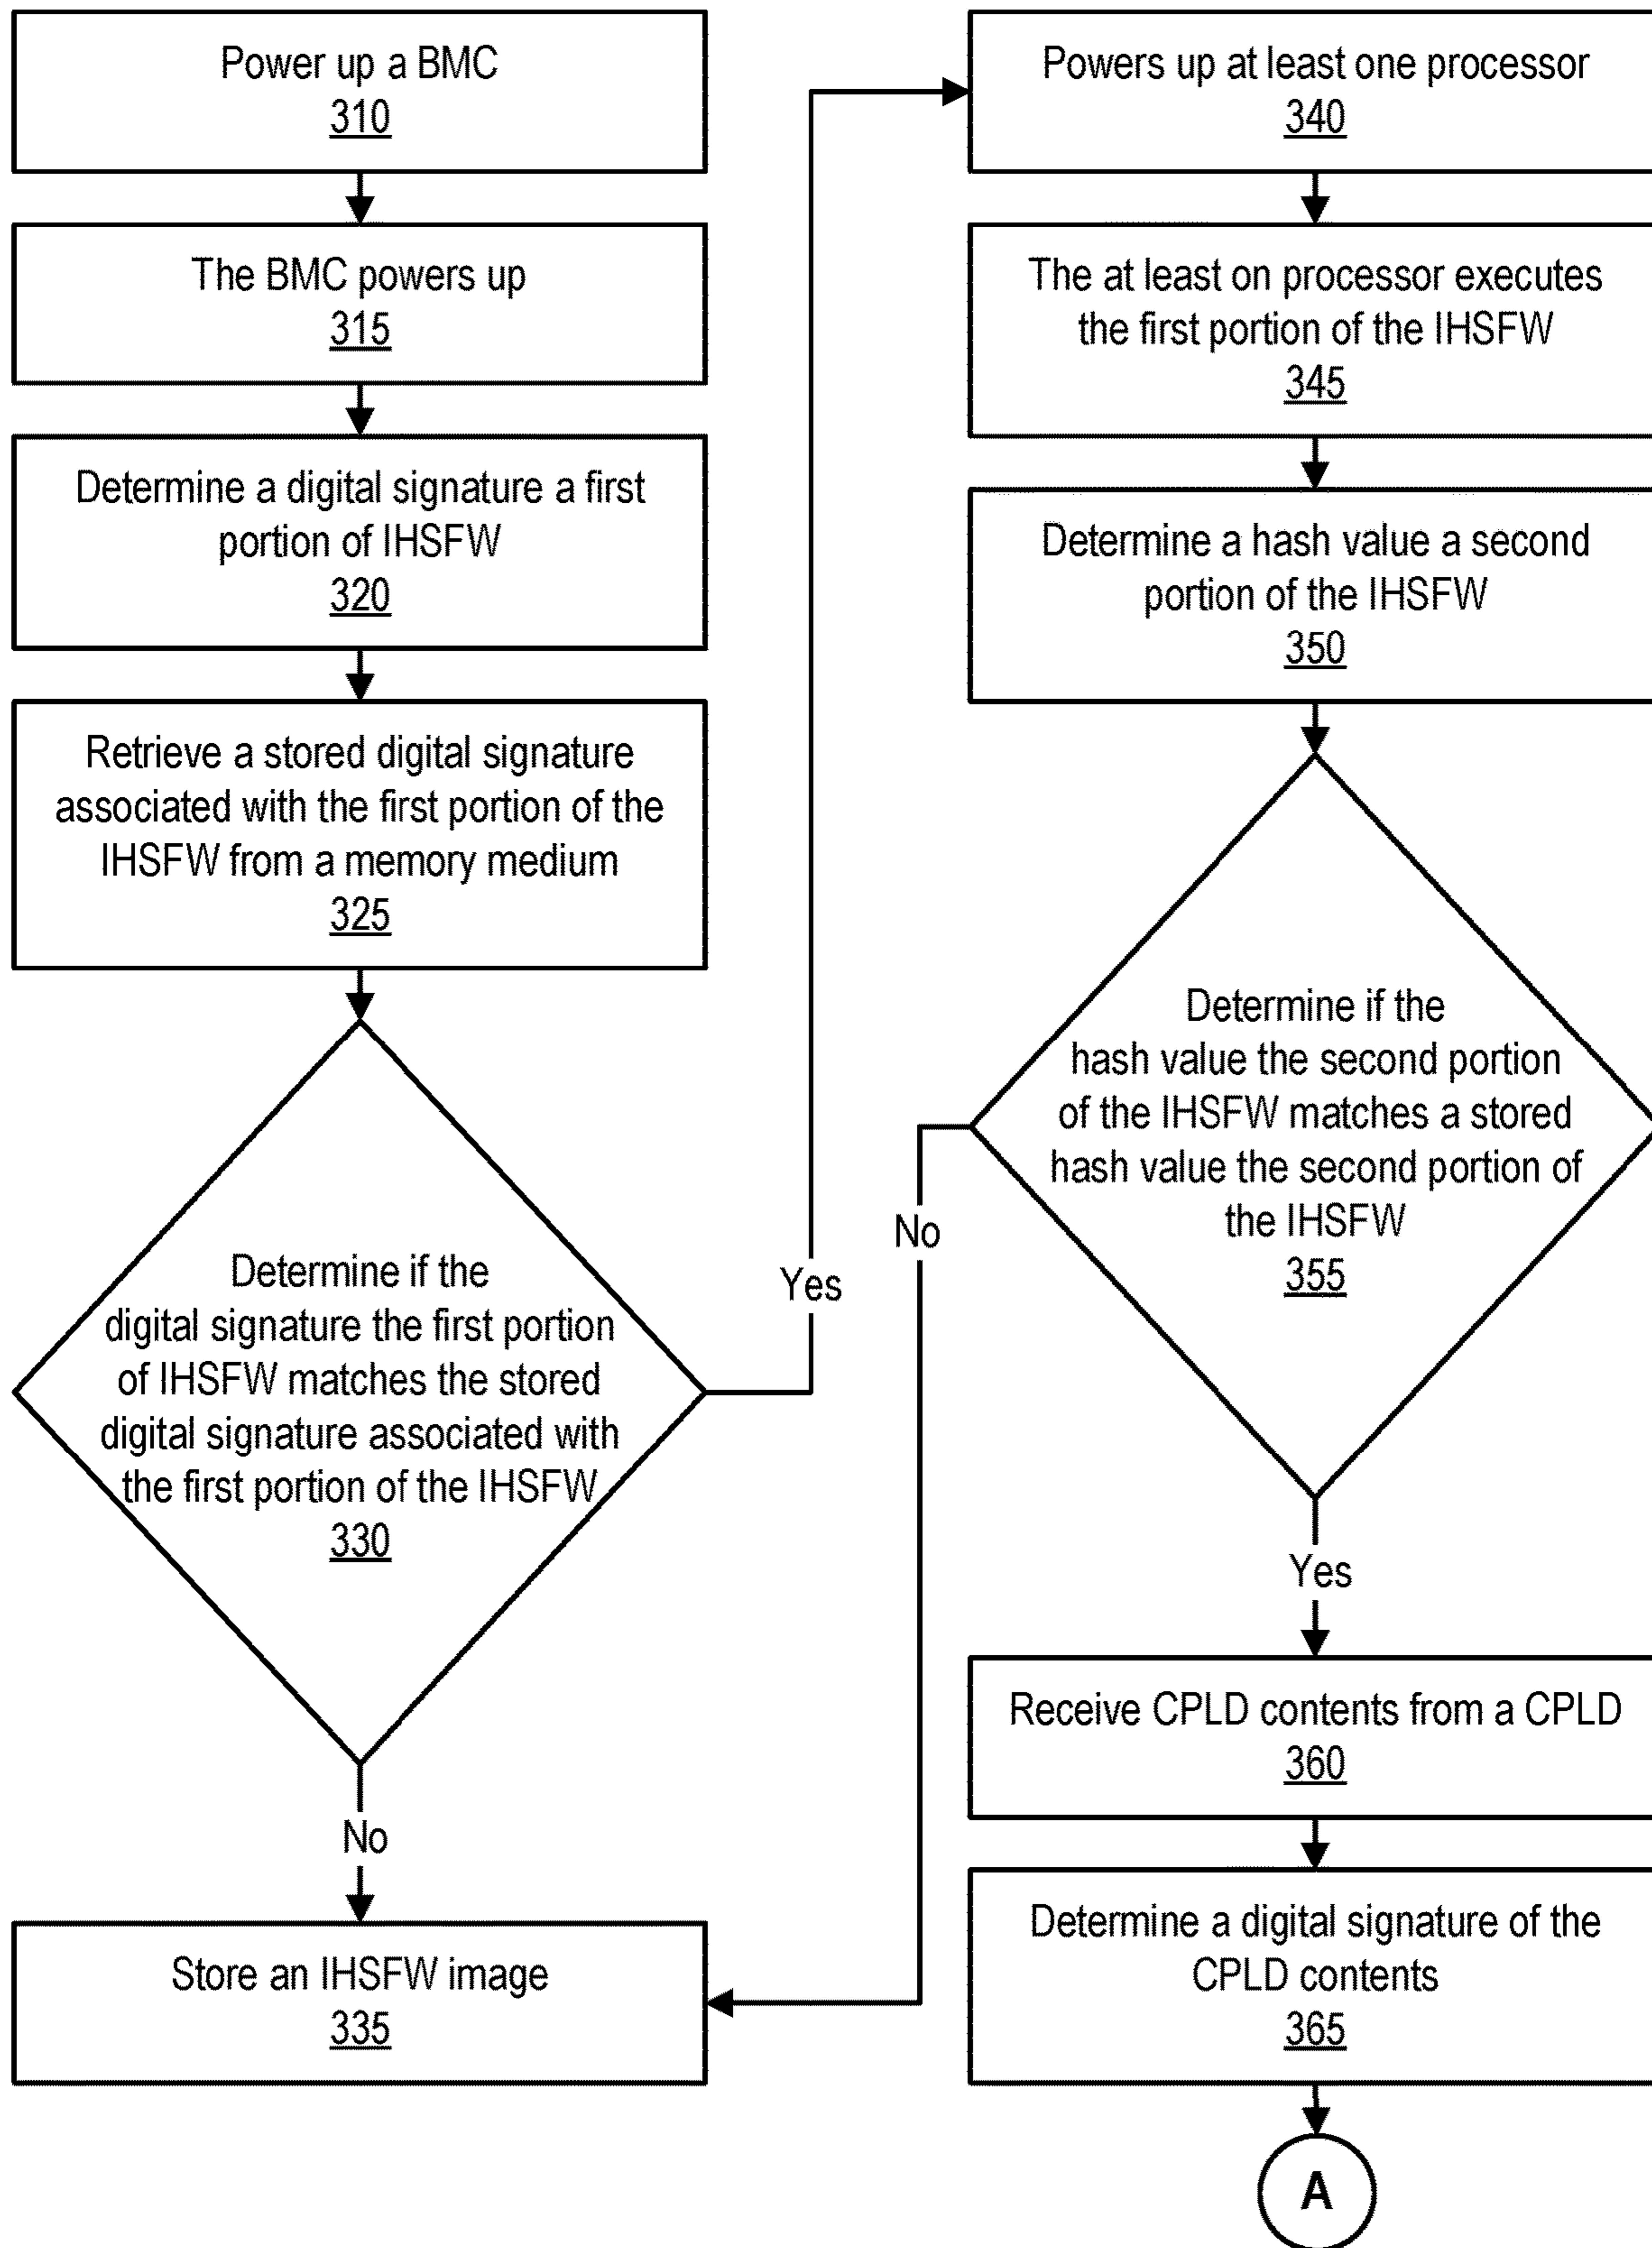 Power up a BMC
310
The BMC powers up
315
Determine a digital signature a first
portion of IHSFW
320
Retrieve a stored digital signature
associated with the first portion of the
IHSFW from a memory medium
325
Determine if the
digital signature the first portion
of IHSFW matches the stored
digital signature associated with
the first portion of the IHSFW
330
Yes
No
Store an IHSFW image
335
Powers up at least one processor
340
The at least on processor executes
the first portion of the IHSFW
345
Determine a hash value a second
portion of the IHSFW
350
Determine if the
hash value the second portion
of the IHSFW matches a stored
hash value the second portion of
the IHSFW
355
No
Yes
Receive CPLD contents from a CPLD
360
Determine a digital signature of the
CPLD contents
365
A